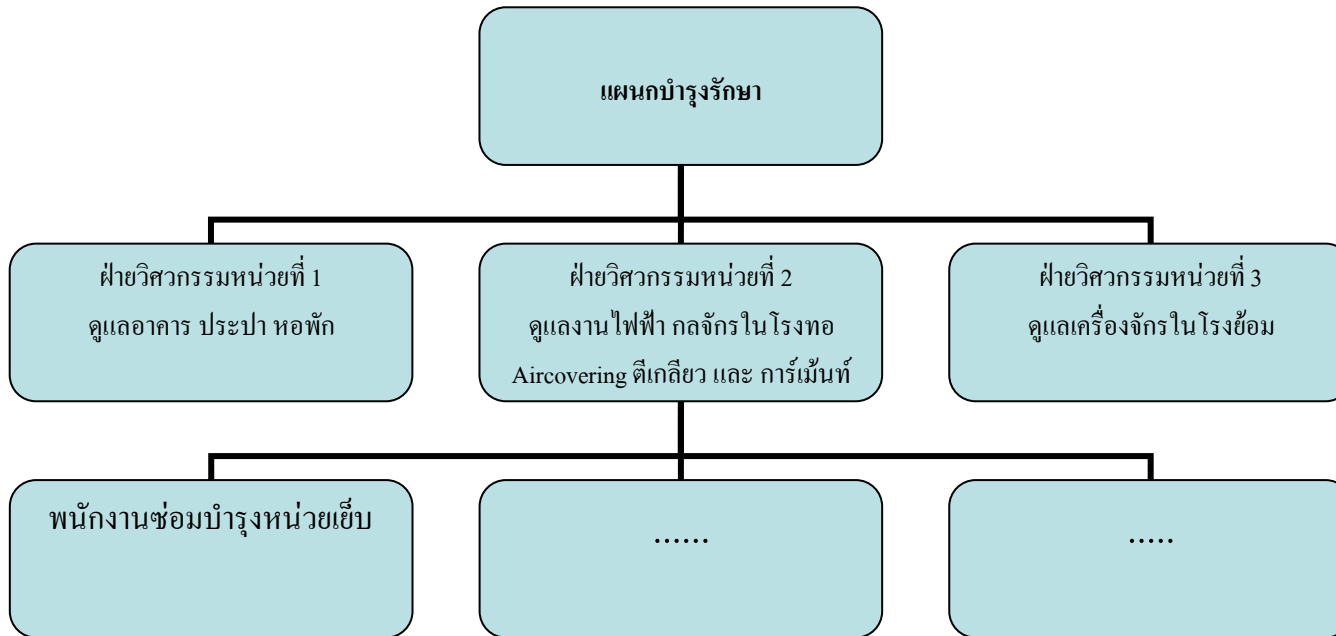 แผนกบำรุงรักษา
ฝ่ายวิศวกรรมหน่วยที่ 1
ดูแลอาคาร ประปา หอพัก
ฝ่ายวิศวกรรมหน่วยที่ 2
ดูแลงานไฟฟ้า กลจักรในโรงทอ
Aircovering ตีเกลียว และ การ์เม้นท์
ฝ่ายวิศวกรรมหน่วยที่ 3
ดูแลเครื่องจักรในโรงย้อม
พนักงานซ่อมบำรุงหน่วยเย็บ
......
.....